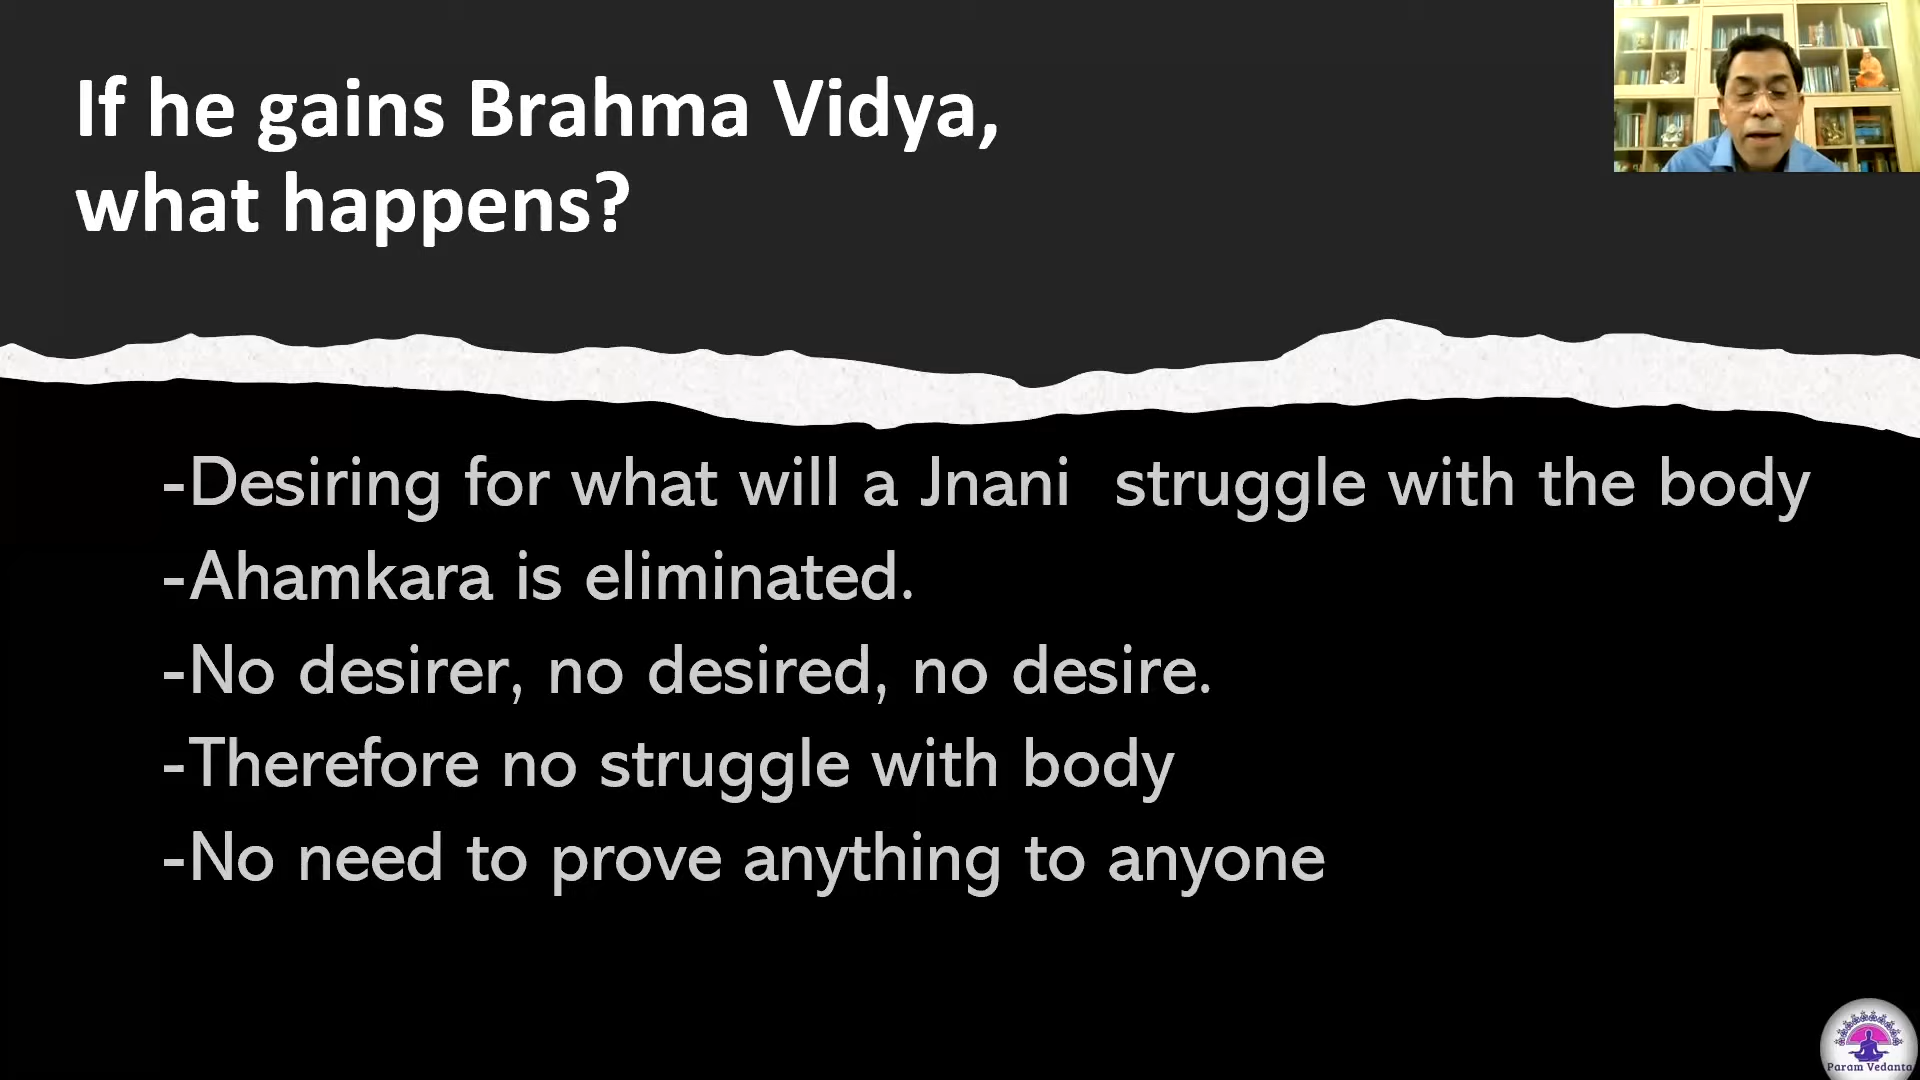 If he gains Brahma Vidya,
what happens?
-Desiring for what will a Jnani  struggle with the body
-Ahamkara is eliminated.
-No desirer, no desired, no desire.
-Therefore no struggle with body
-No need to prove anything to anyone
Param Vedanta